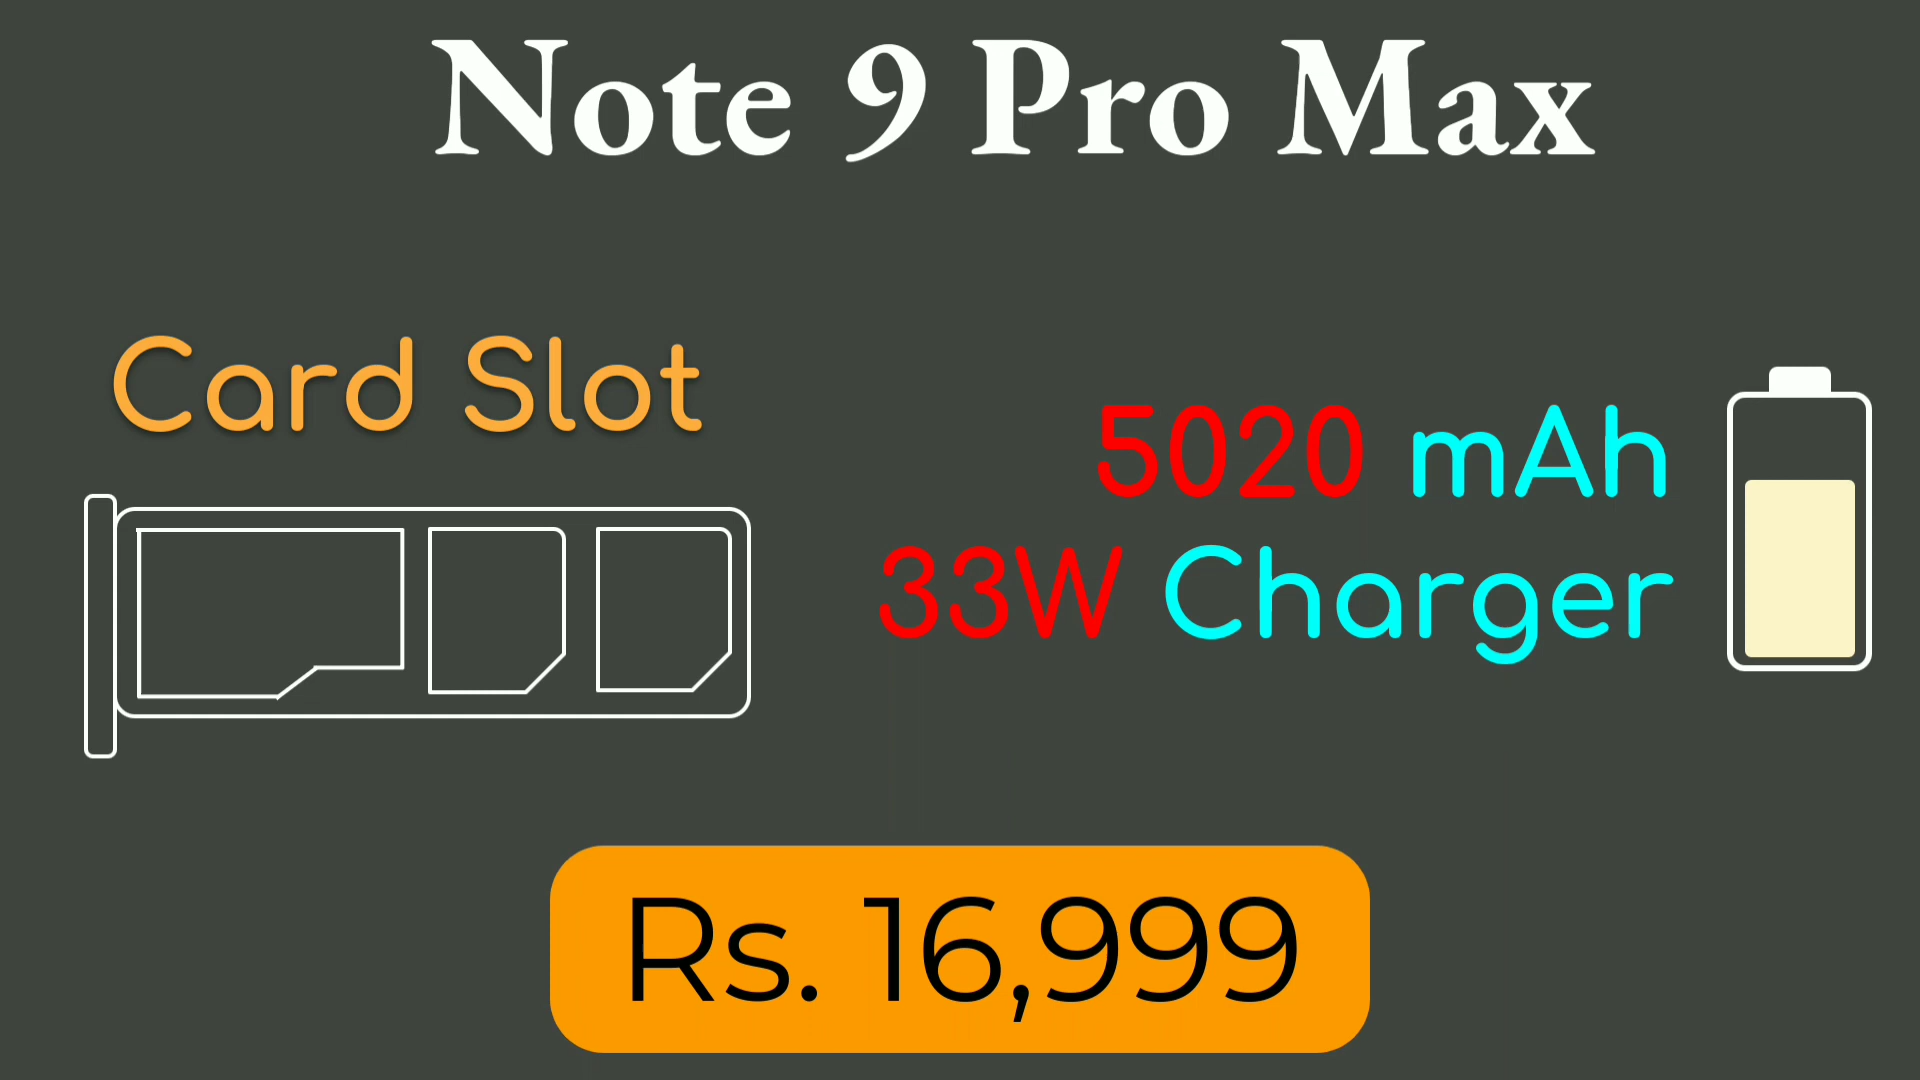 Note 9 Pro Max
Card Slot
5020 mAh
33W Charger
Rs. 16,999